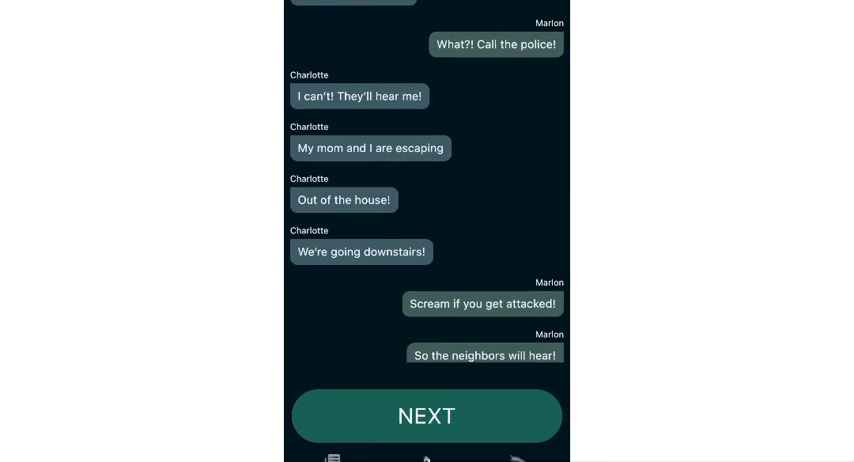 Marlon
What?! Call the police!
Charlotte
I can't! They'll hear me!
Charlotte
My mom and I are escaping
Charlotte
Out of the house!
Charlotte
We're going downstairs!
Marlon
Scream if you get attacked!
Marlon
So the neighbors will hear!
NEXT